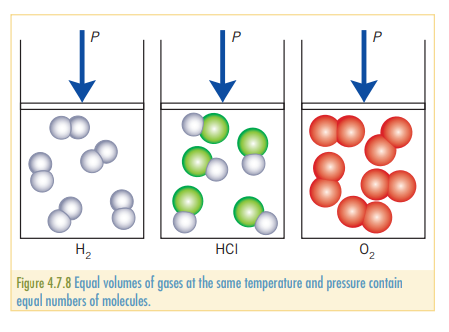 P P P
H2 HCl O2
Figure 4.7.8 Equal volumes of gases at the same temperature and pressure contain
equal numbers of molecules.